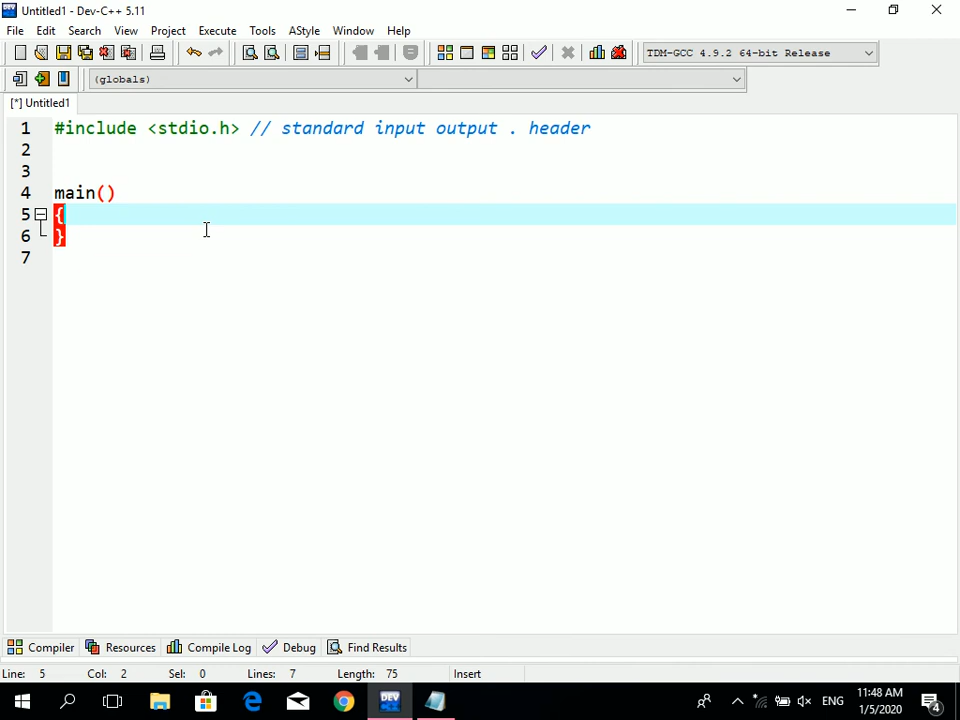 Untitled1 - Dev-C++ 5.11
File Edit Search View Project Execute Tools AStyle Window Help
TDM-GCC 4.9.2 64-bit Release
(globals)
[*] Untitled1
1 #include <stdio.h> // standard input output . header
2
3
4 main()
5 {
6 }
7
Compiler Resources Compile Log Debug Find Results
Line: 5 Col: 2 Sel: 0 Lines: 7 Length: 75 Insert
DEV
ENG
11:48 AM
1/5/2020
4